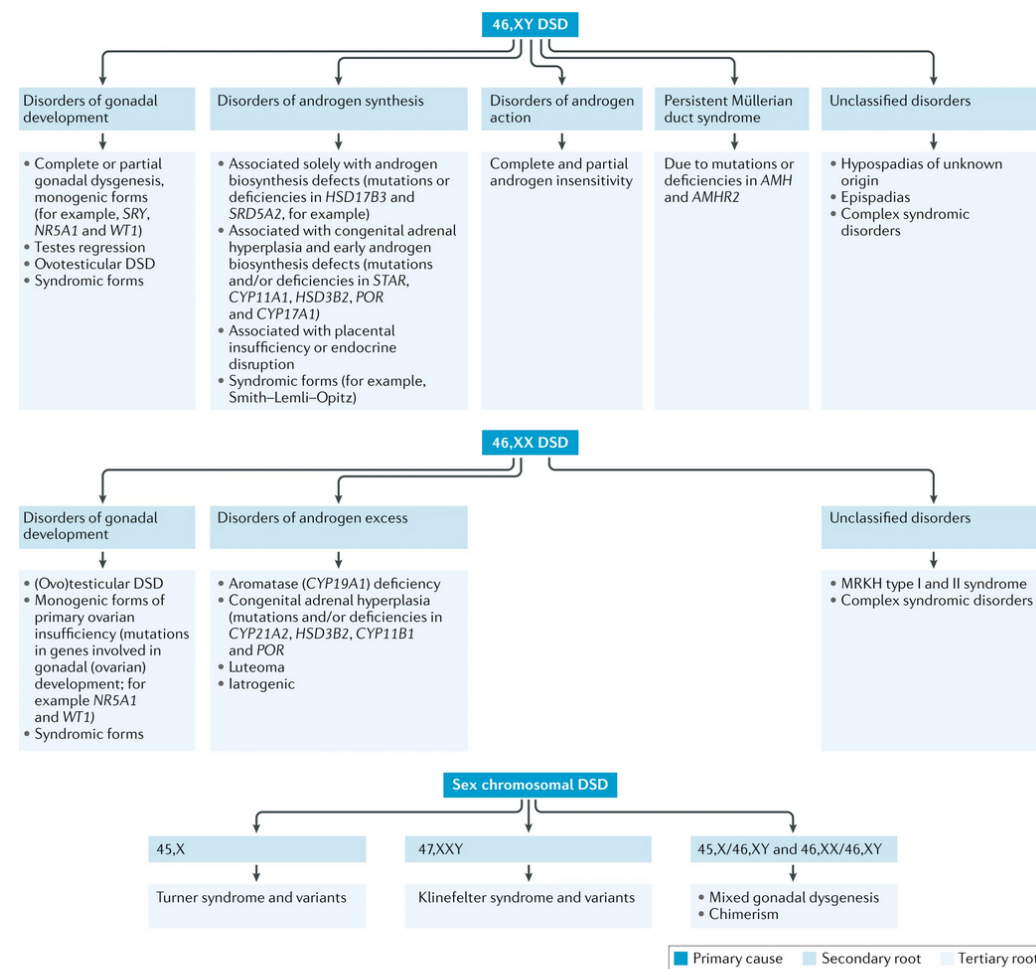 46,XY DSD
Disorders of gonadal
development
• Complete or partial
gonadal dysgenesis,
monogenic forms
(for example, SRY,
NR5A1 and WT1)
• Testes regression
• Ovotesticular DSD
• Syndromic forms
Disorders of androgen synthesis
• Associated solely with androgen
biosynthesis defects (mutations or
deficiencies in HSD17B3 and
SRD5A2, for example)
• Associated with congenital adrenal
hyperplasia and early androgen
biosynthesis defects (mutations
and/or deficiencies in STAR,
CYP11A1, HSD3B2, POR
and CYP17A1)
• Associated with placental
insufficiency or endocrine
disruption
• Syndromic forms (for example,
Smith–Lemli–Opitz)
Disorders of androgen
action
Complete and partial
androgen insensitivity
Persistent Müllerian
duct syndrome
Due to mutations or
deficiencies in AMH
and AMHR2
Unclassified disorders
• Hypospadias of unknown
origin
• Epispadias
• Complex syndromic
disorders
46,XX DSD
Disorders of gonadal
development
• (Ovo)testicular DSD
• Monogenic forms of
primary ovarian
insufficiency (mutations
in genes involved in
gonadal (ovarian)
development; for
example NR5A1
and WT1)
• Syndromic forms
Disorders of androgen excess
• Aromatase (CYP19A1) deficiency
• Congenital adrenal hyperplasia
(mutations and/or deficiencies in
CYP21A2, HSD3B2, CYP11B1
and POR
• Luteoma
• Iatrogenic
Unclassified disorders
• MRKH type I and II syndrome
• Complex syndromic disorders
Sex chromosomal DSD
45,X
Turner syndrome and variants
47,XXY
Klinefelter syndrome and variants
45,X/46,XY and 46,XX/46,XY
• Mixed gonadal dysgenesis
• Chimerism
Primary cause
Secondary root
Tertiary root